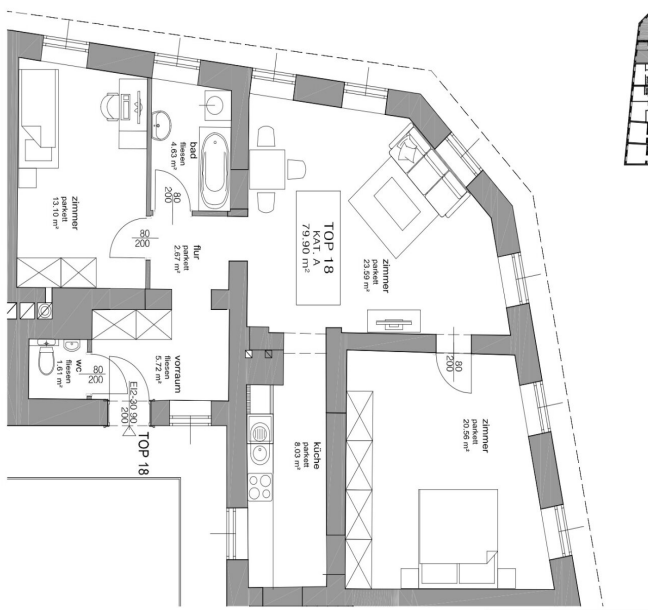 bad
fliesen
4.63 m²
80
200
zimmer
parkett
13.10 m²
80
200
flur
parkett
2.67 m²
TOP 18
KAT. A
79.90 m²
zimmer
parkett
23.59 m²
80
200
vorraum
fliesen
5.72 m²
wc
fliesen
1.61 m²
80
200
EI2-30 90
200
TOP 18
küche
parkett
8.03 m²
zimmer
parkett
20.56 m²